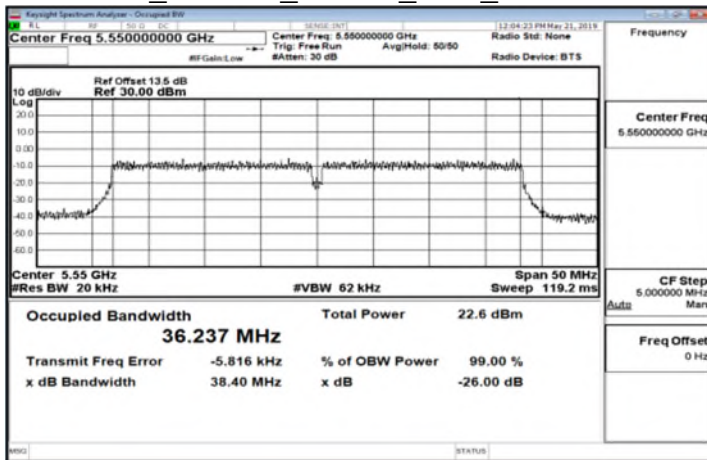 Keysight Spectrum Analyzer - Occupied BW
RL RF 50 Ω DC SENSE:INT 12:04:23 PM May 21, 2019
Center Freq 5.550000000 GHz Center Freq: 5.550000000 GHz Radio Std: None Frequency
Trig: Free Run Avg|Hold: 50/50
#IFGain:Low #Atten: 30 dB Radio Device: BTS
Ref Offset 13.5 dB
10 dB/div Ref 30.00 dBm
Log
20.0
10.0
0.00
-10.0
-20.0
-30.0
-40.0
-50.0
-60.0
Center Freq
5.550000000 GHz
Center 5.55 GHz Span 50 MHz
#Res BW 20 kHz #VBW 62 kHz Sweep 119.2 ms
CF Step
5.000000 MHz
Auto Man
Occupied Bandwidth Total Power 22.6 dBm
36.237 MHz
Freq Offset
0 Hz
Transmit Freq Error -5.816 kHz % of OBW Power 99.00 %
x dB Bandwidth 38.40 MHz x dB -26.00 dB
MSG STATUS